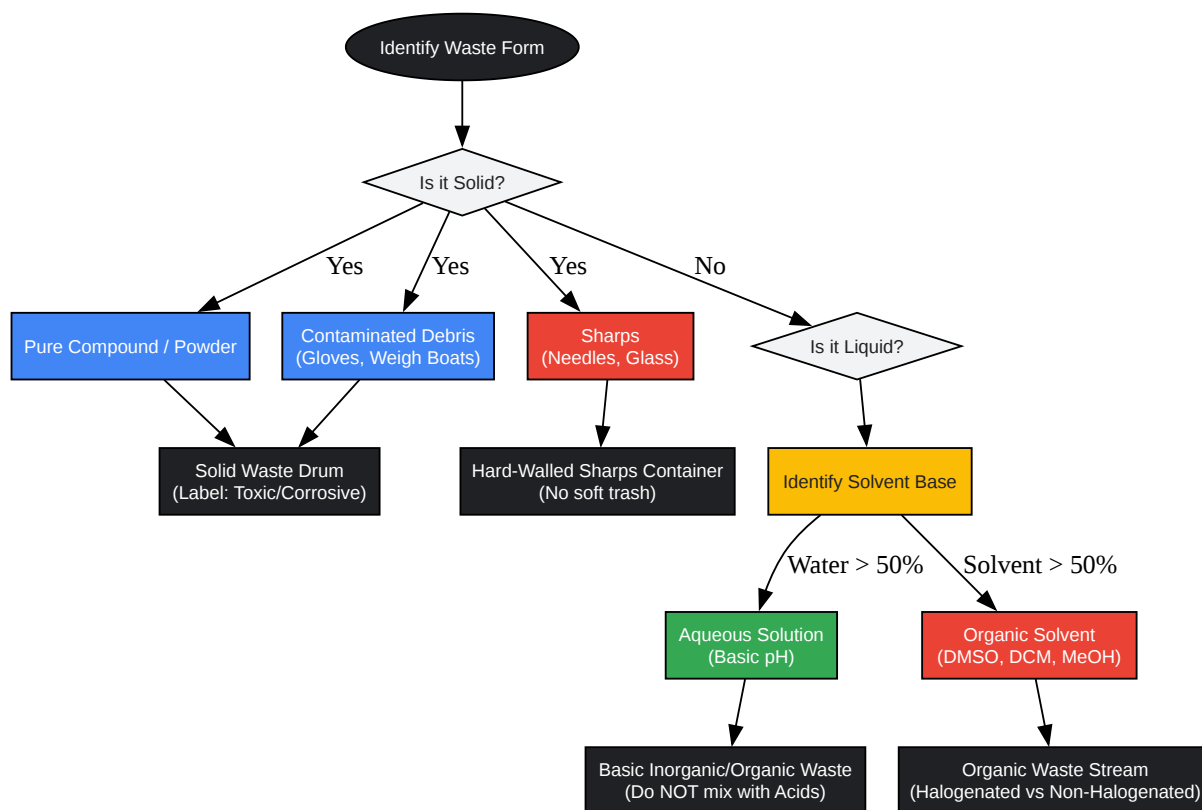 Identify Waste Form
Is it Solid?
Yes
Yes
Yes
No
Pure Compound / Powder
Contaminated Debris
(Gloves, Weigh Boats)
Sharps
(Needles, Glass)
Is it Liquid?
Solid Waste Drum
(Label: Toxic/Corrosive)
Hard-Walled Sharps Container
(No soft trash)
Identify Solvent Base
Water > 50%
Solvent > 50%
Aqueous Solution
(Basic pH)
Organic Solvent
(DMSO, DCM, MeOH)
Basic Inorganic/Organic Waste
(Do NOT mix with Acids)
Organic Waste Stream
(Halogenated vs Non-Halogenated)